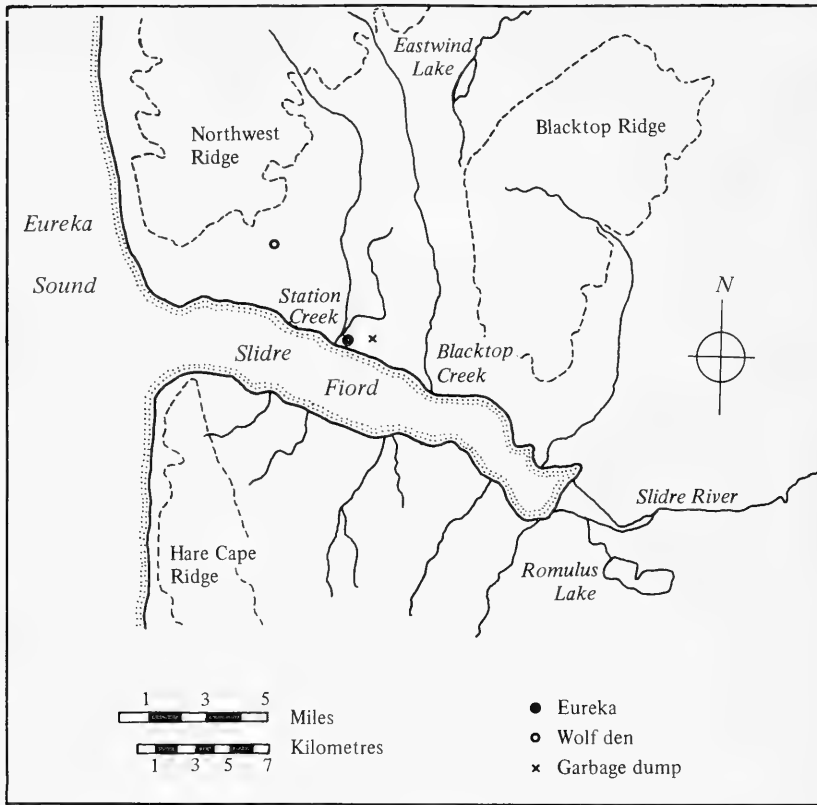 Eastwind
Lake
Northwest
Ridge
Blacktop Ridge
Eureka
Sound
Station
Creek
N
Slidre
Fiord
Blacktop
Creek
Slidre River
Hare Cape
Ridge
Romulus
Lake
1 3 5
Miles
Kilometres
1 3 5 7
Eureka
Wolf den
× Garbage dump